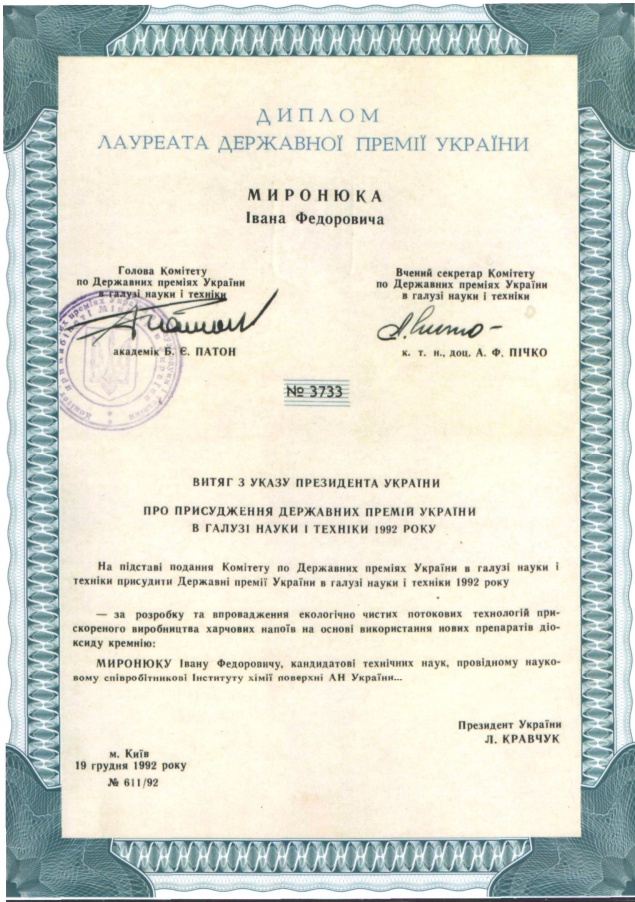 ДИПЛОМ
ЛАУРЕАТА ДЕРЖАВНОЇ ПРЕМІЇ УКРАЇНИ
МИРОНЮКА
Івана Федоровича
Голова Комітету
по Державних преміях України
в галузі науки і техніки
академік Б. Є. ПАТОН
Вчений секретар Комітету
по Державних преміях України
в галузі науки і техніки
к. т. н., доц. А. Ф. ПІЧКО
№ 3733
ВИТЯГ З УКАЗУ ПРЕЗИДЕНТА УКРАЇНИ
ПРО ПРИСУДЖЕННЯ ДЕРЖАВНИХ ПРЕМІЙ УКРАЇНИ
В ГАЛУЗІ НАУКИ І ТЕХНІКИ 1992 РОКУ
На підставі подання Комітету по Державних преміях України в галузі науки і
техніки присудити Державні премії України в галузі науки і техніки 1992 року
— за розробку та впровадження екологічно чистих потокових технологій при-
скореного виробництва харчових напоїв на основі використання нових препаратів діо-
ксиду кремнію:
МИРОНЮКУ Івану Федоровичу, кандидатові технічних наук, провідному науко-
вому співробітникові Інституту хімії поверхні АН України...
Президент України
Л. КРАВЧУК
м. Київ
19 грудня 1992 року
№ 611/92